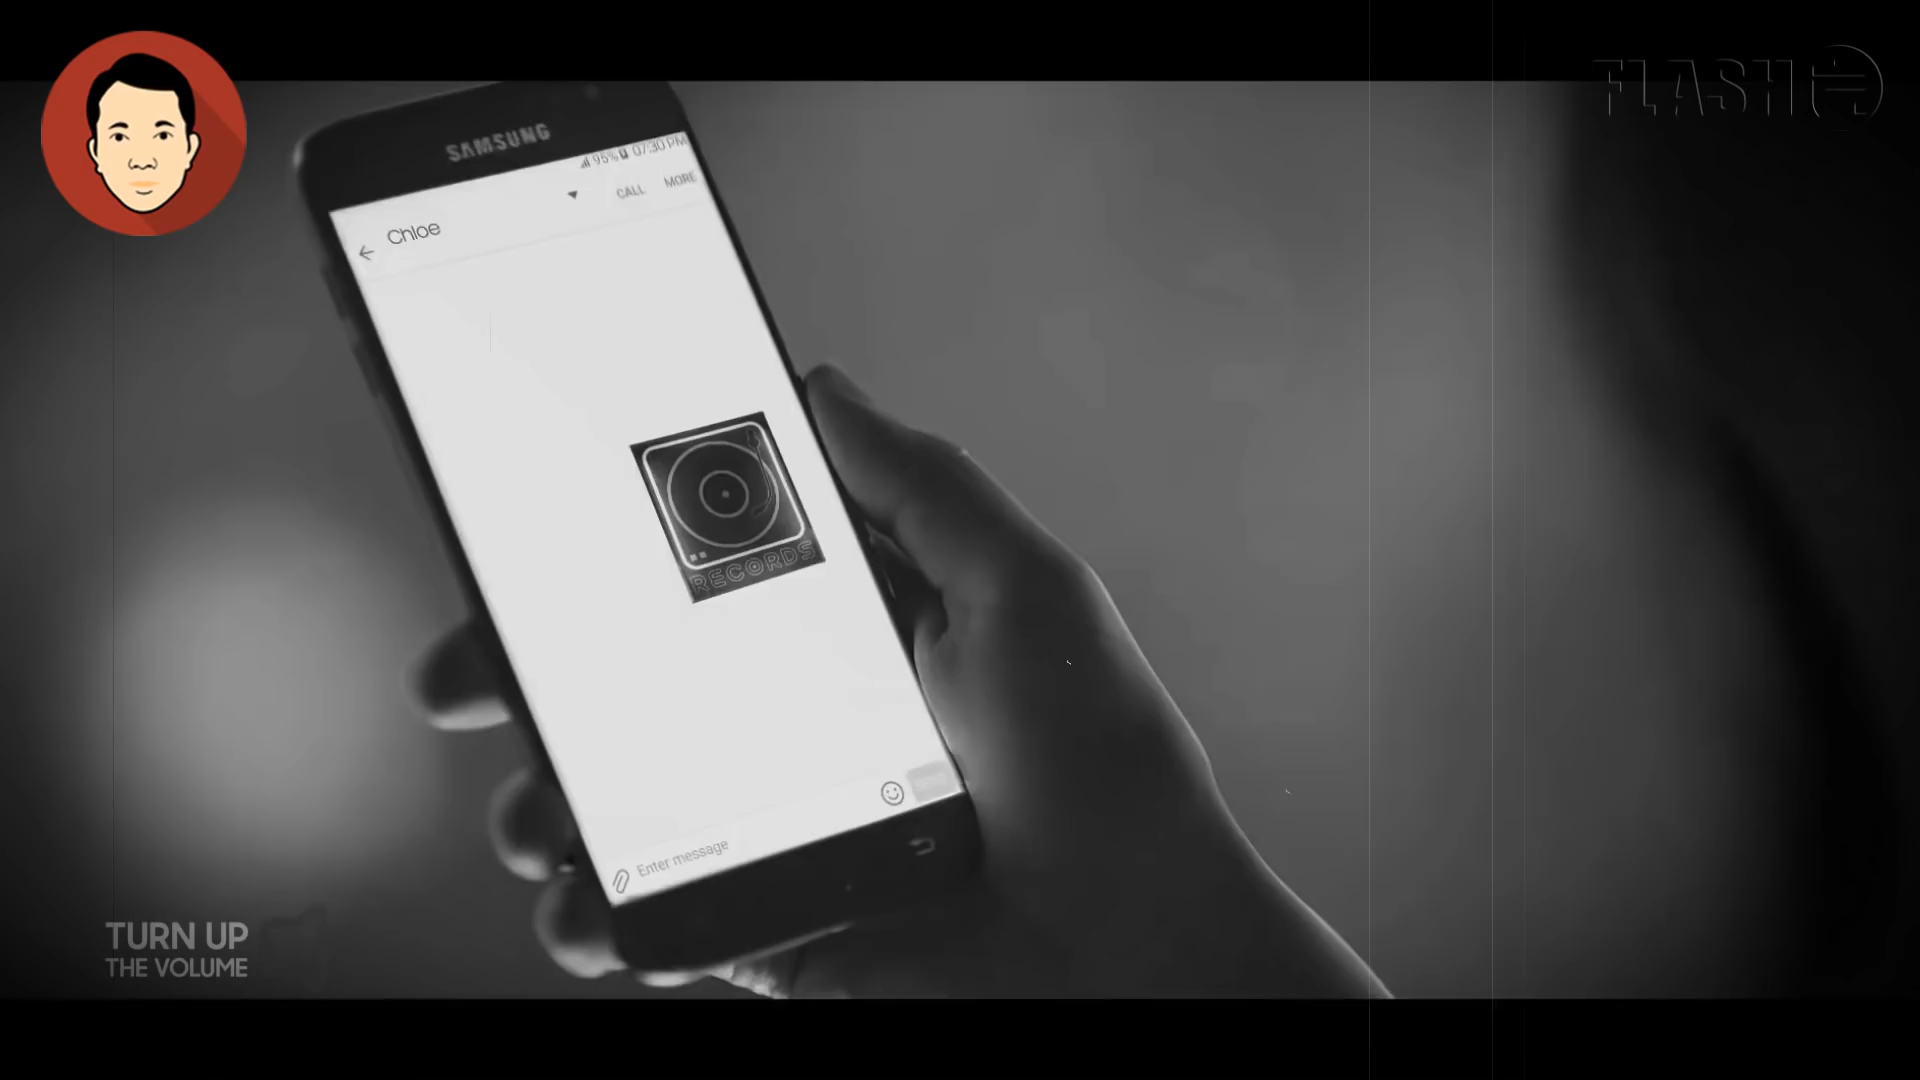 FLASH
SAMSUNG
95% 07:30 PM
Chloe
CALL
MORE
RECORDS
Enter message
TURN UP
THE VOLUME